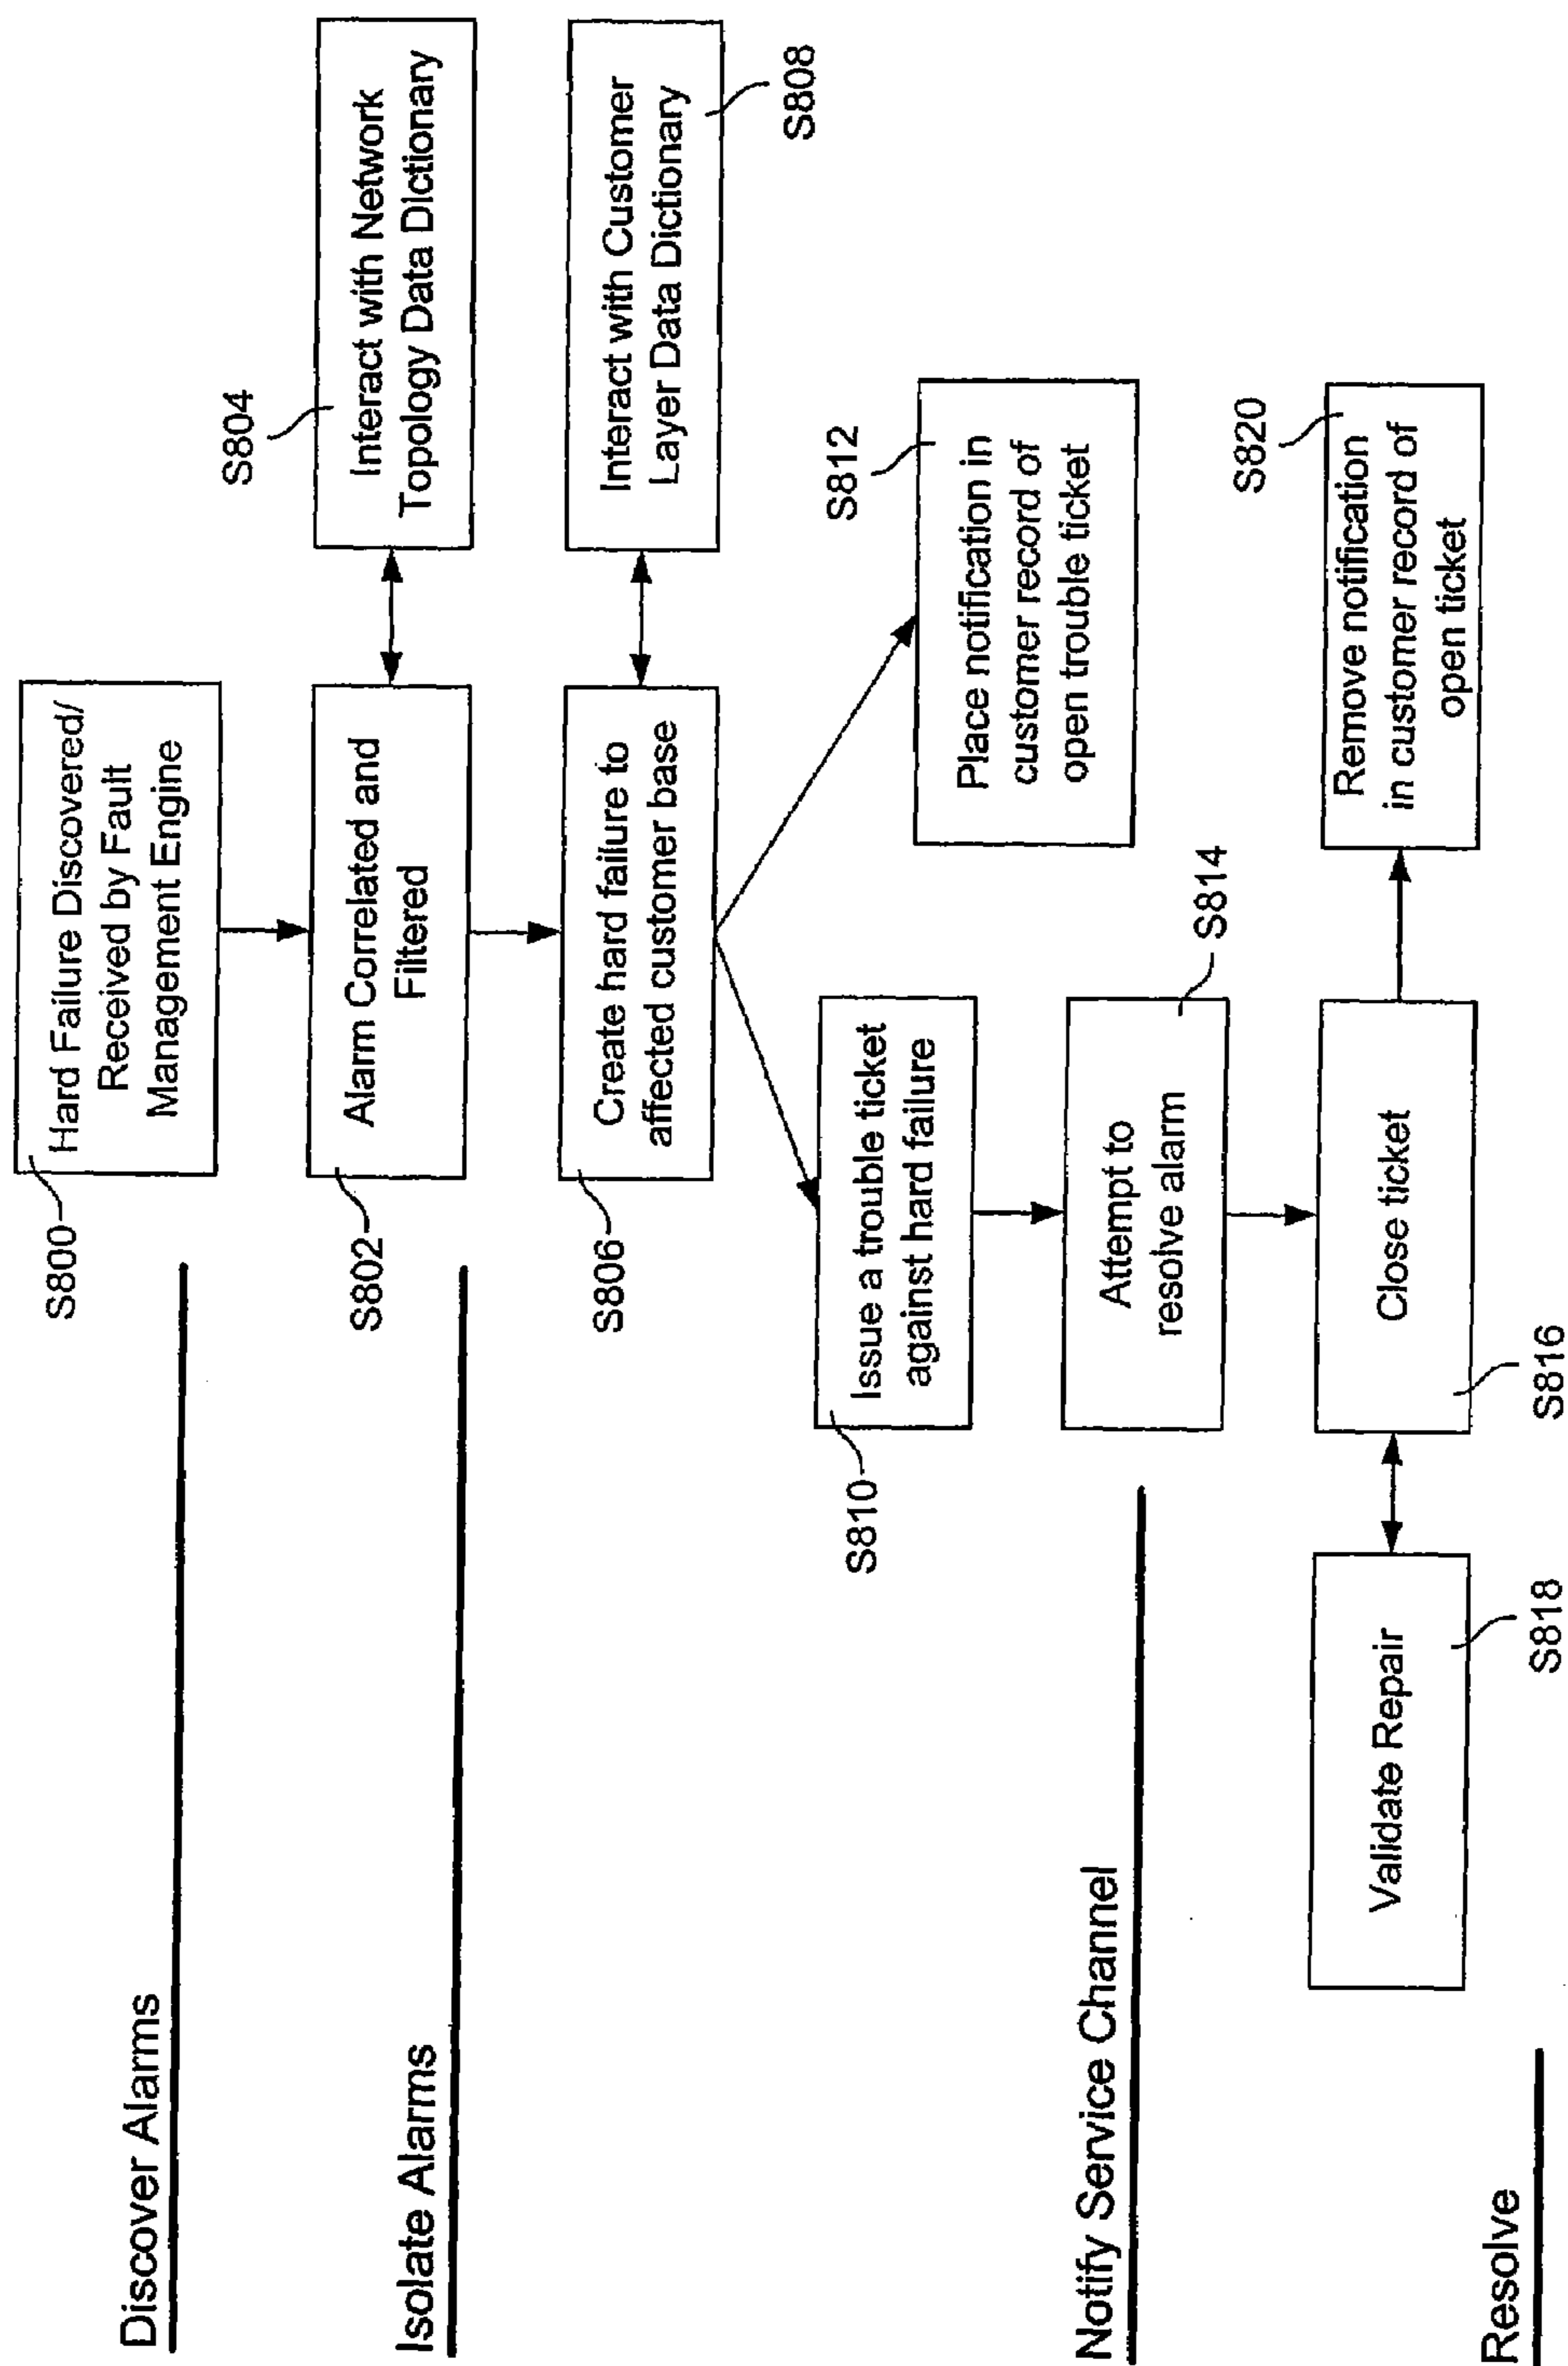 Discover Alarms
S800
Hard Failure Discovered/
Received by Fault
Management Engine
Isolate Alarms
S802
Alarm Correlated and
Filtered
S804
Interact with Network
Topology Data Dictionary
S806
Create hard failure to
affected customer base
Interact with Customer
Layer Data Dictionary
S808
S810
Issue a trouble ticket
against hard failure
S812
Place notification in
customer record of
open trouble ticket
Notify Service Channel
Attempt to
resolve alarm
S814
Validate Repair
S818
Close ticket
S816
S820
Remove notification
in customer record of
open ticket
Resolve